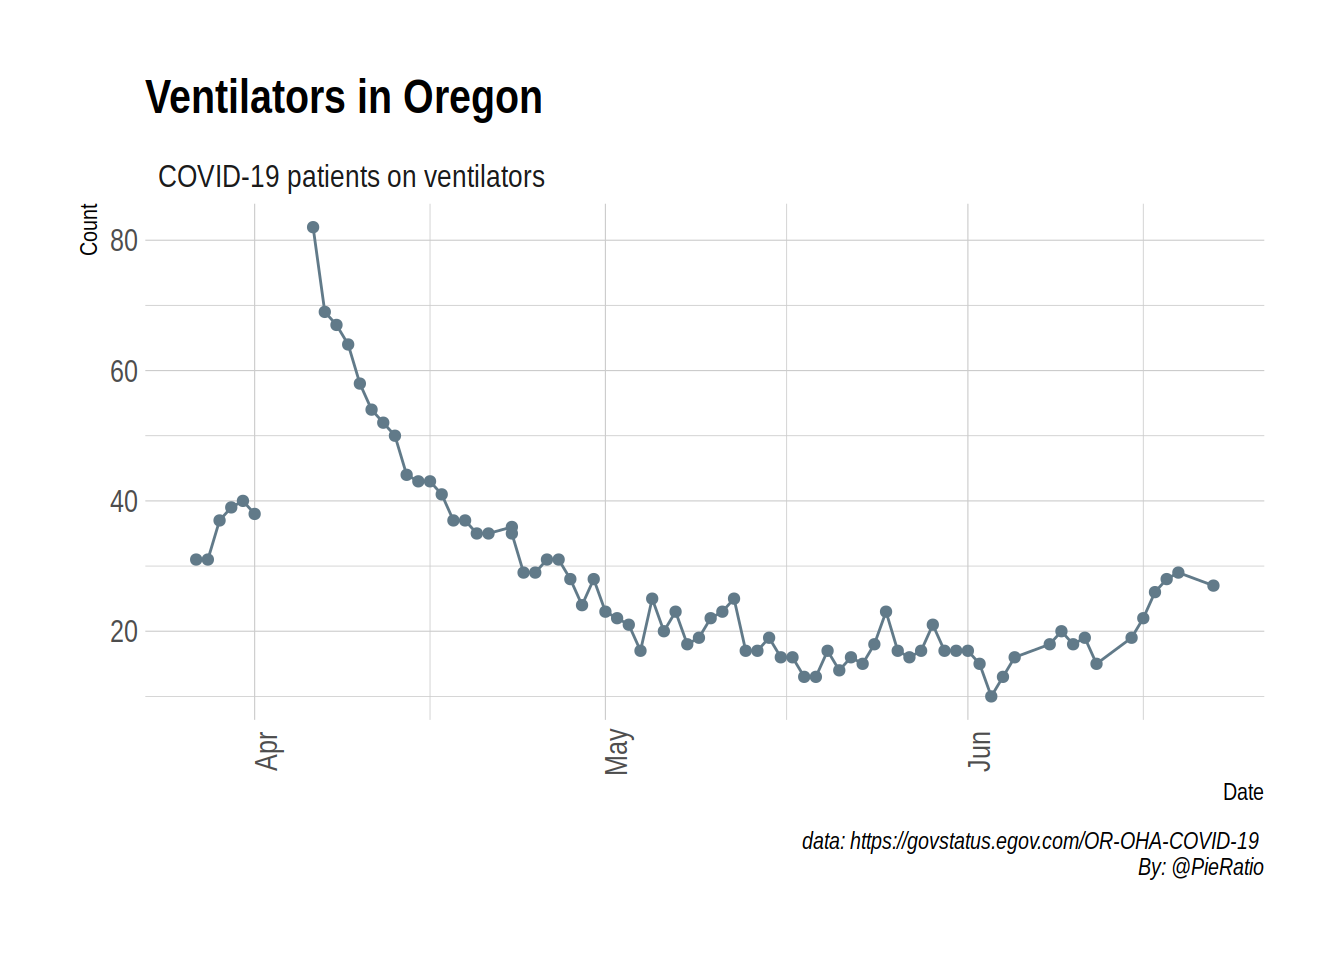 Ventilators in Oregon
COVID-19 patients on ventilators
Count
80
60
40
20
Apr
May
Jun
Date
data: https://govstatus.egov.com/OR-OHA-COVID-19
By: @PieRatio